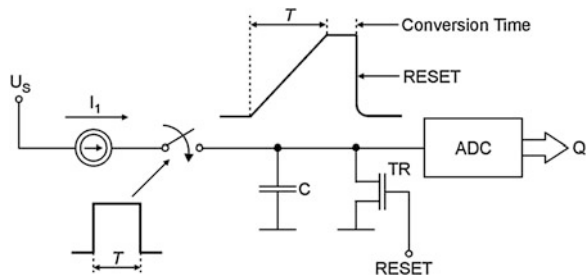 T
Conversion Time
RESET
U_S
I_1
ADC
Q
C
TR
T
RESET